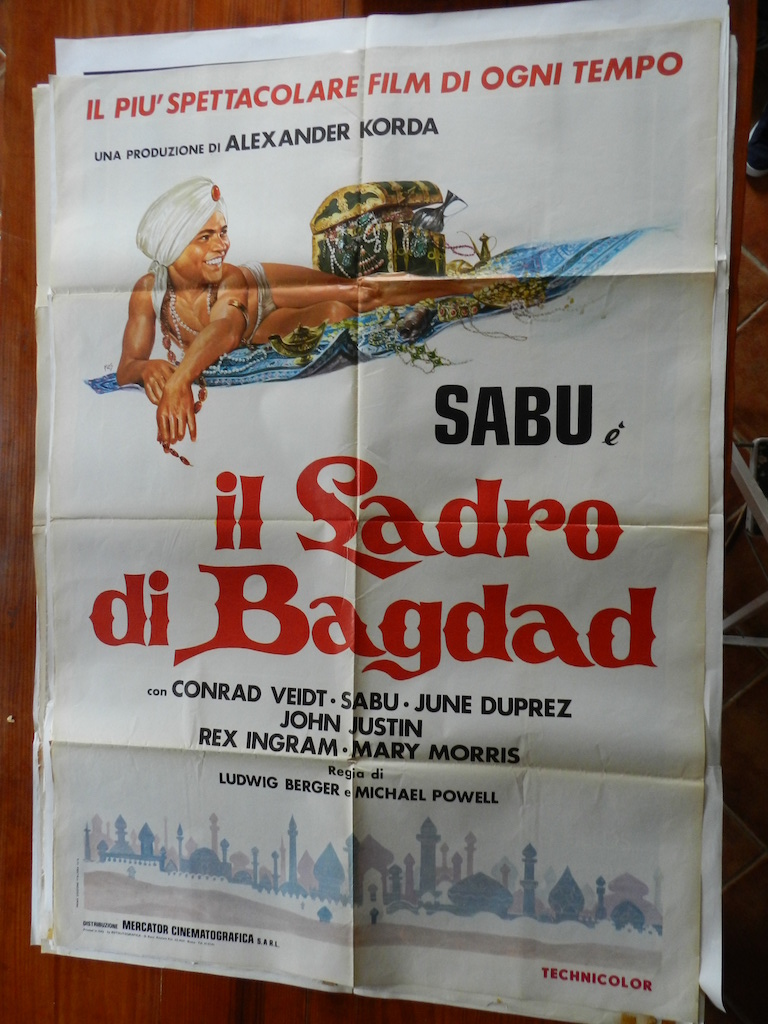 IL PIU' SPETTACOLARE FILM DI OGNI TEMPO
UNA PRODUZIONE DI ALEXANDER KORDA
SABU è
il Ladro
di Bagdad
con CONRAD VEIDT · SABU · JUNE DUPREZ
JOHN JUSTIN
REX INGRAM · MARY MORRIS
Regia di
LUDWIG BERGER e MICHAEL POWELL
DISTRIBUZIONE MERCATOR CINEMATOGRAFICA S.A.R.L.
TECHNICOLOR